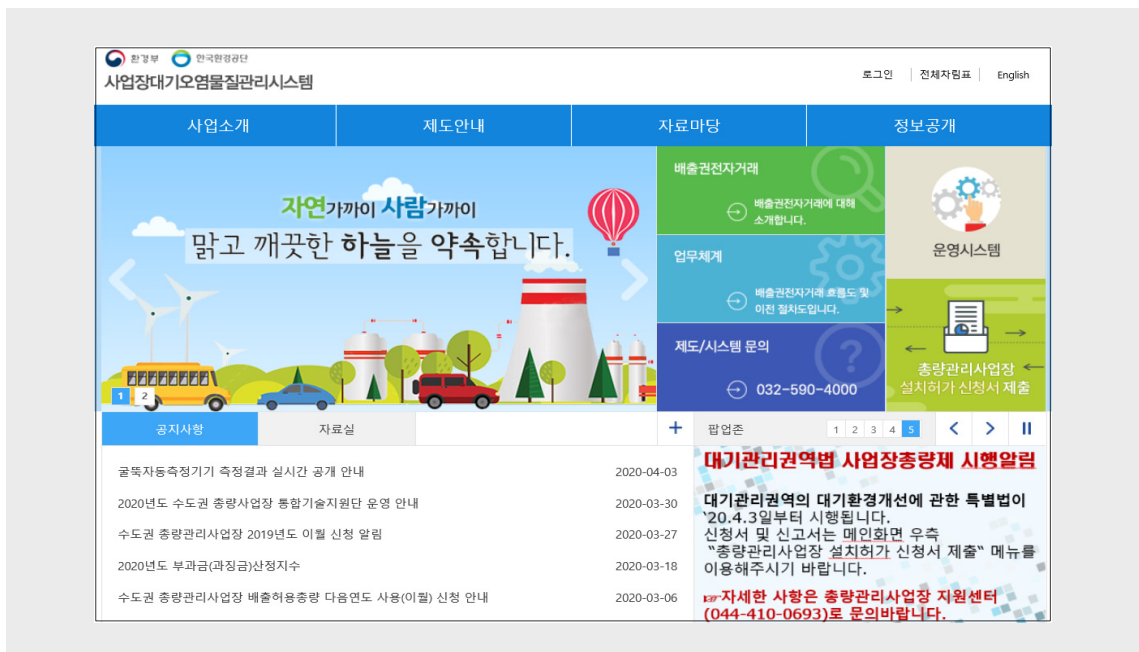 환경부 한국환경공단
사업장대기오염물질관리시스템
로그인 전체자림표 English
사업소개 제도안내 자료마당 정보공개
자연가까이 사람가까이
맑고 깨끗한 하늘을 약속합니다.
1 2
배출권전자거래
배출권전자거래에 대해
소개합니다.
업무체계
배출권전자거래 흐름도 및
이전 절차도입니다.
제도/시스템 문의
032-590-4000
운영시스템
총량관리사업장
설치허가 신청서 제출
공지사항 자료실
팝업존 1 2 3 4 5
굴뚝자동측정기기 측정결과 실시간 공개 안내 2020-04-03
2020년도 수도권 총량사업장 통합기술지원단 운영 안내 2020-03-30
수도권 총량관리사업장 2019년도 이월 신청 알림 2020-03-27
2020년도 부과금(과징금)산정지수 2020-03-18
수도권 총량관리사업장 배출허용총량 다음연도 사용(이월) 신청 안내 2020-03-06
대기관리권역법 사업장총량제 시행알림
대기관리권역의 대기환경개선에 관한 특별법이
`20.4.3일부터 시행됩니다.
신청서 및 신고서는 메인화면 우측
“총량관리사업장 설치허가 신청서 제출“ 메뉴를
이용해주시기 바랍니다.
☞자세한 사항은 총량관리사업장 지원센터
(044-410-0693)로 문의바랍니다.